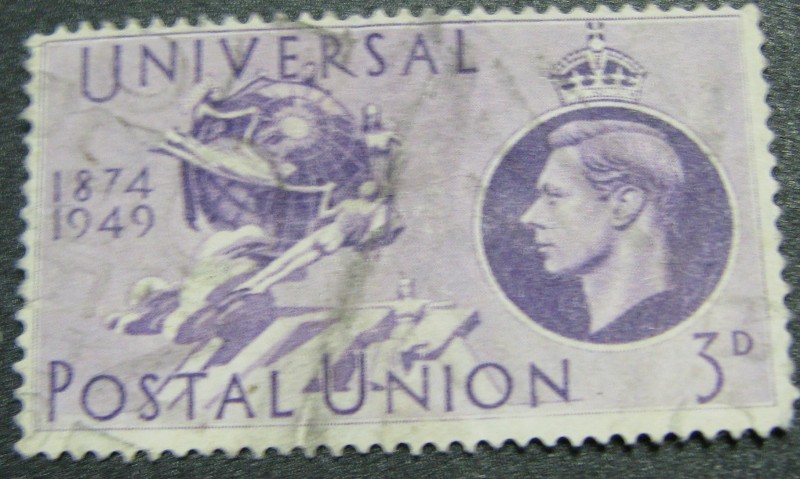 UNIVERSAL
1874
1949
POSTAL UNION
3D